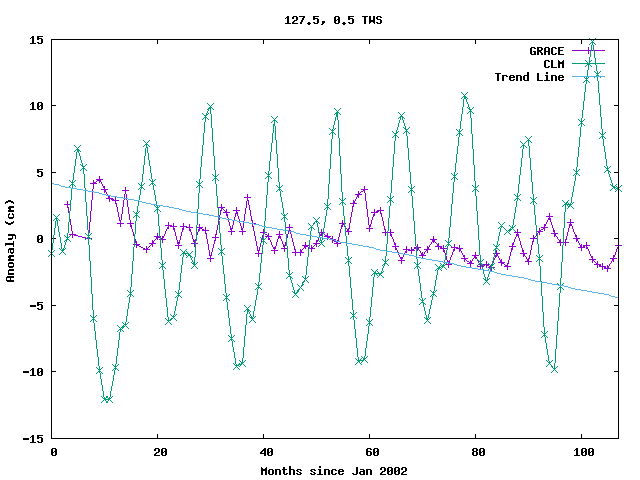 127.5, 0.5 TWS
GRACE
CLM
Trend Line
15
10
5
0
-5
-10
-15
Anomaly (cm)
0 20 40 60 80 100
Months since Jan 2002